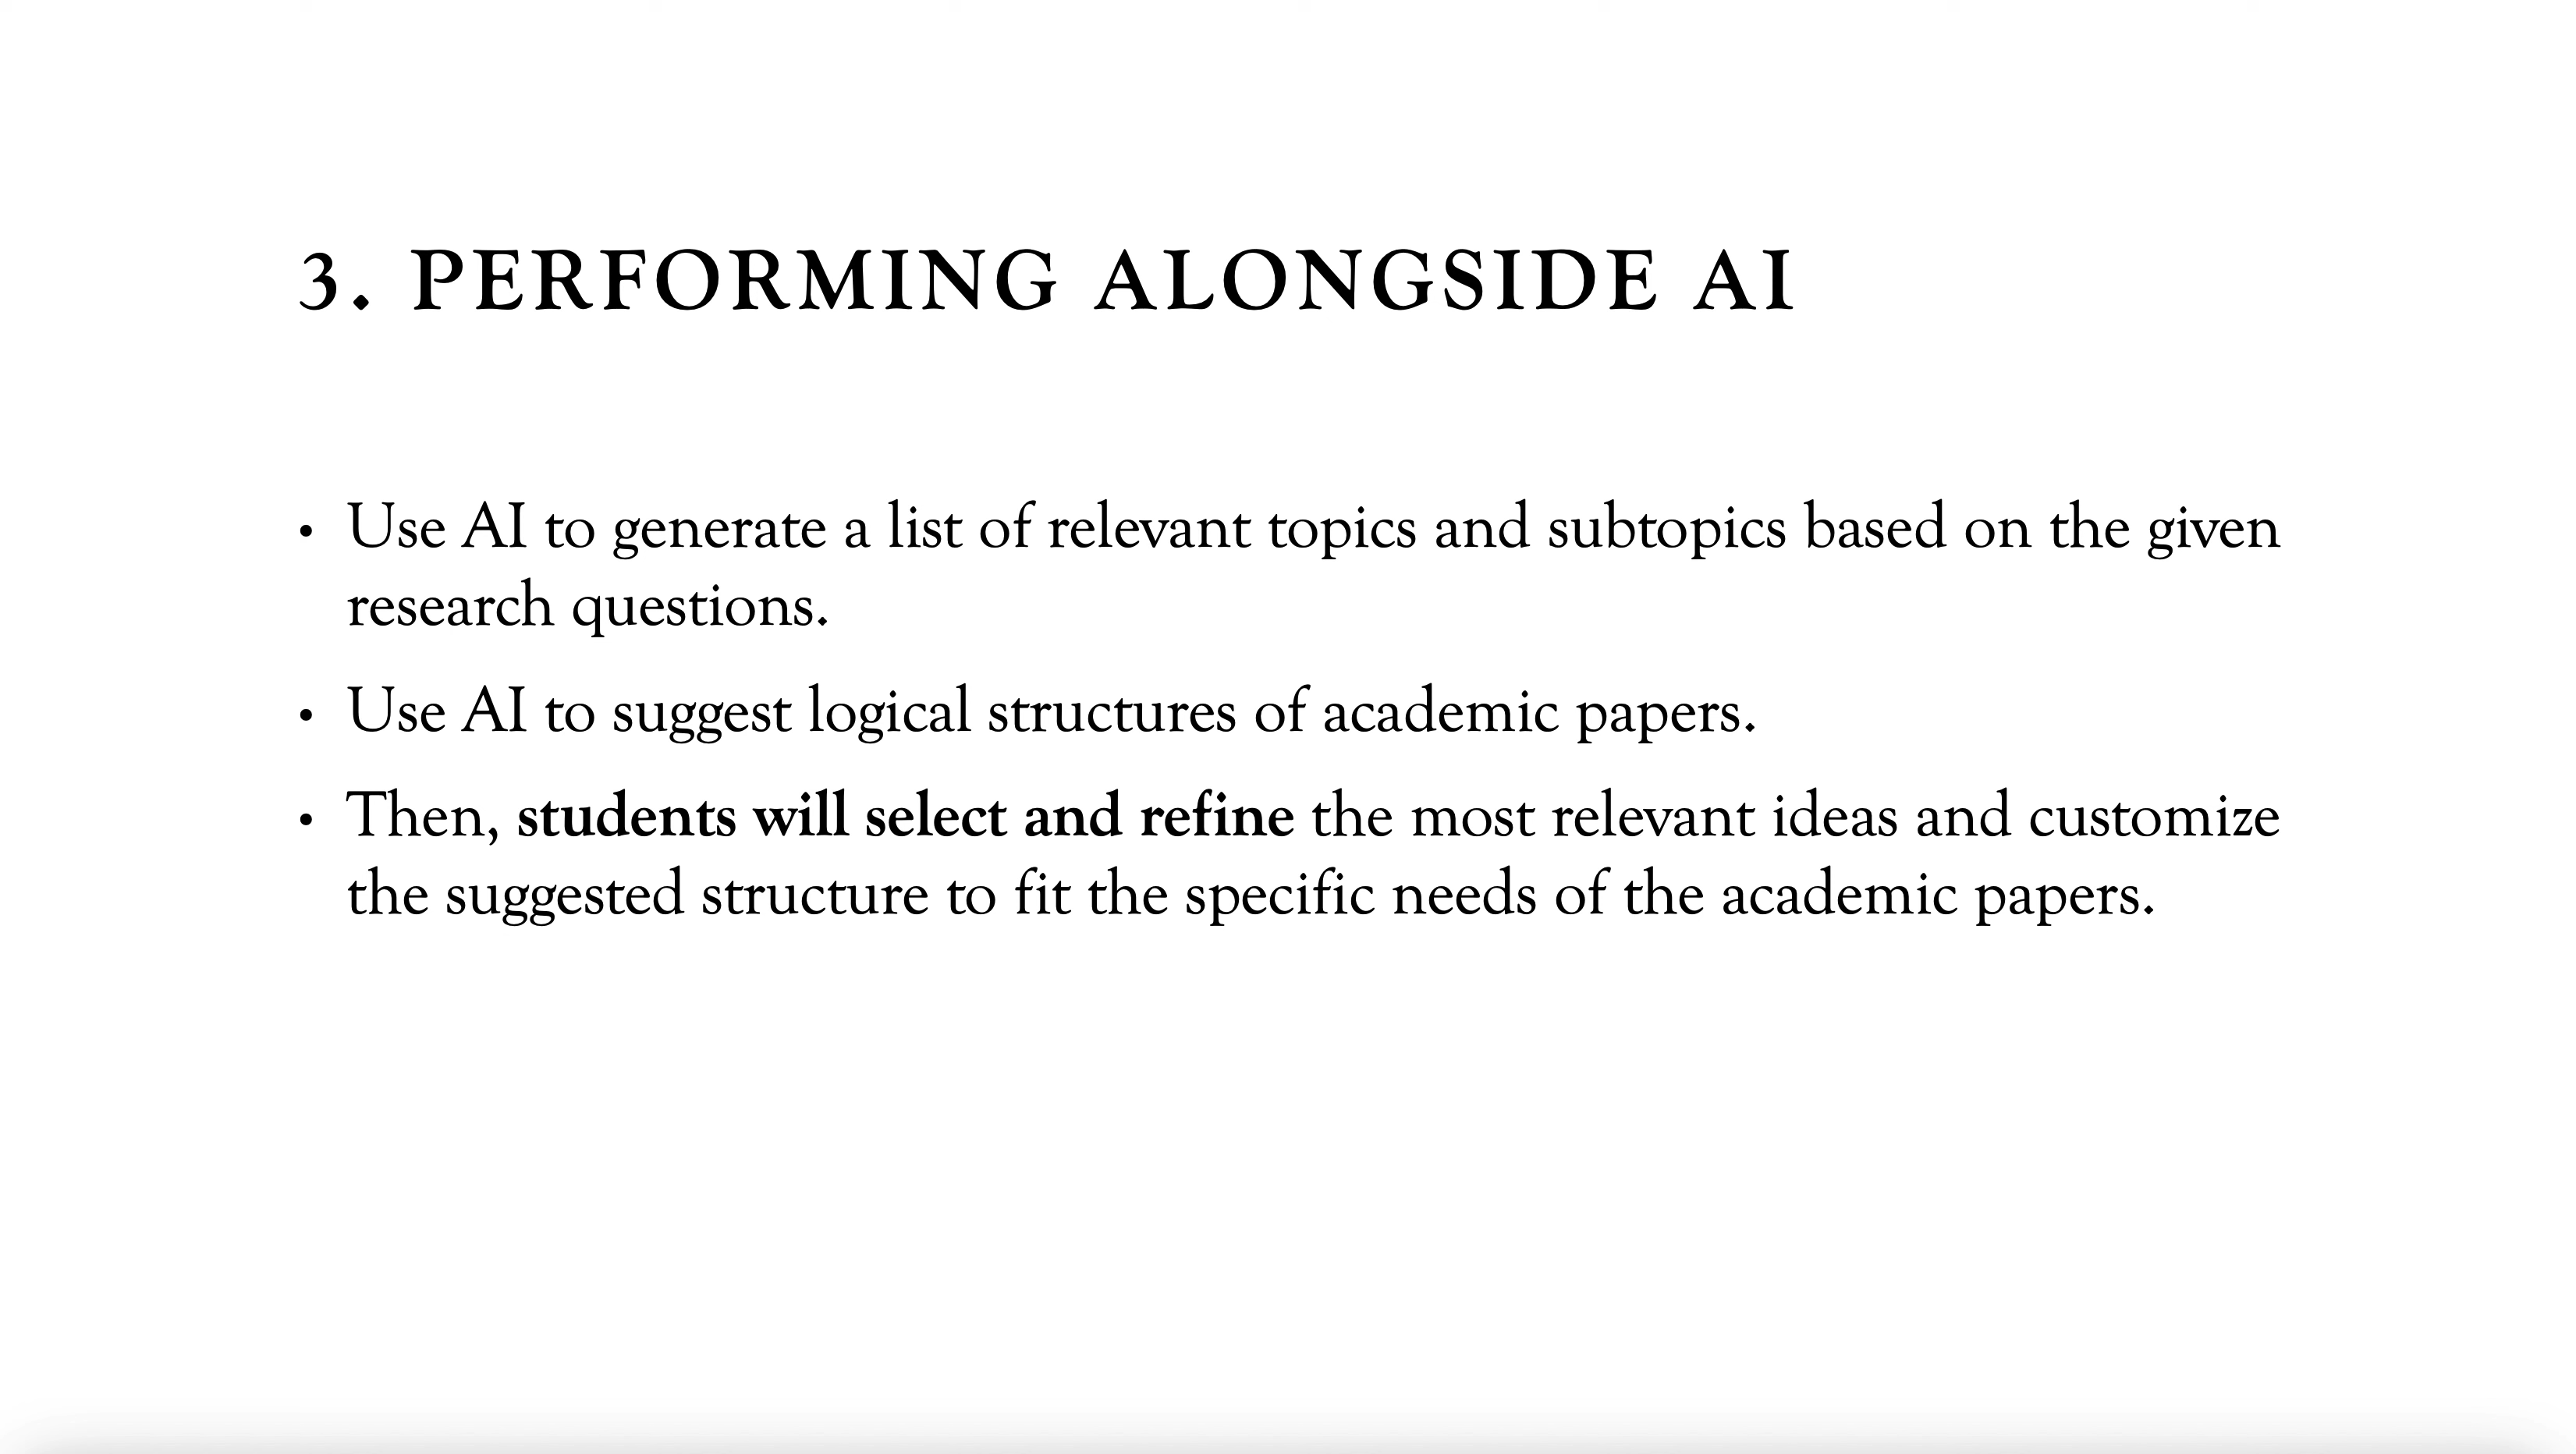 3. PERFORMING ALONGSIDE AI
• Use AI to generate a list of relevant topics and subtopics based on the given
research questions.
• Use AI to suggest logical structures of academic papers.
• Then, students will select and refine the most relevant ideas and customize
the suggested structure to fit the specific needs of the academic papers.